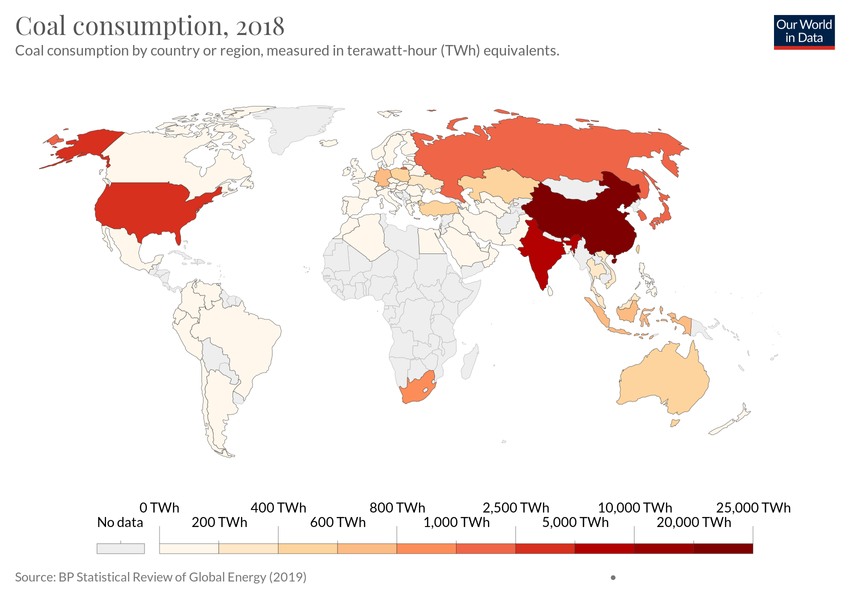 Coal consumption, 2018
Coal consumption by country or region, measured in terawatt-hour (TWh) equivalents.
Our World
in Data
0 TWh 400 TWh 800 TWh 2,500 TWh 10,000 TWh 25,000 TWh
No data 200 TWh 600 TWh 1,000 TWh 5,000 TWh 20,000 TWh
Source: BP Statistical Review of Global Energy (2019)